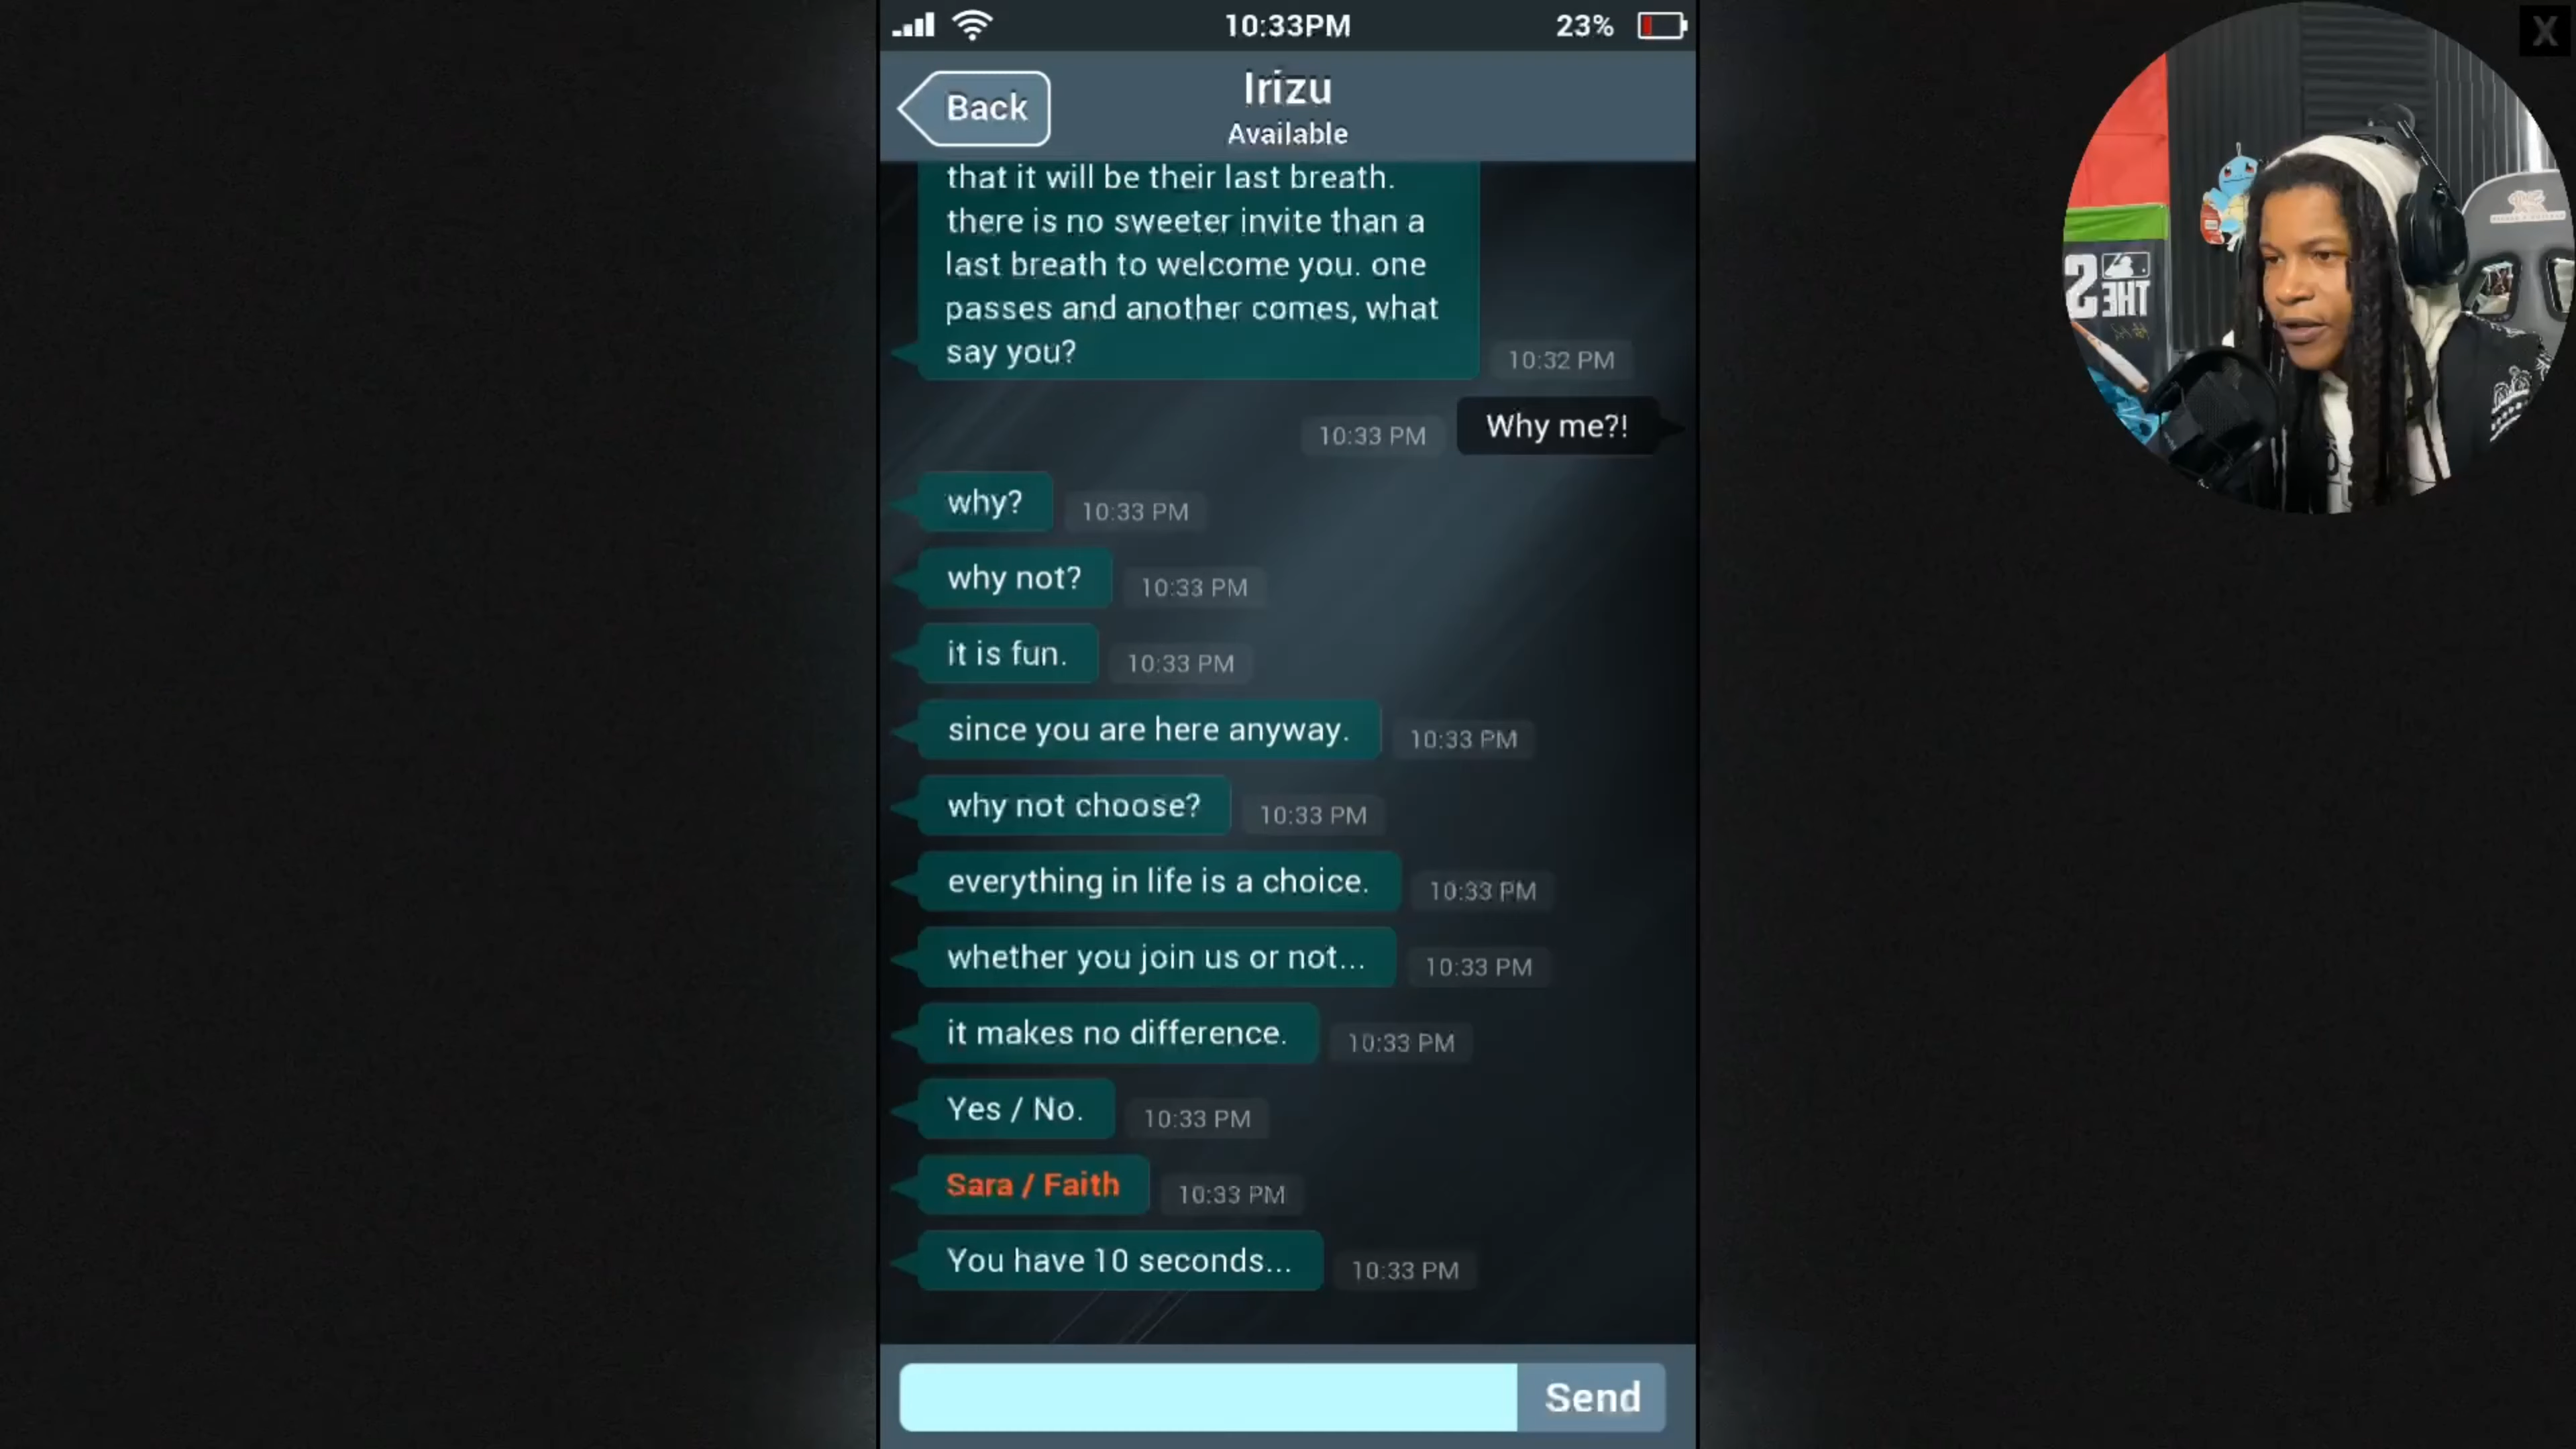 10:33PM
23%
X
Back
Irizu
Available
that it will be their last breath.
there is no sweeter invite than a
last breath to welcome you. one
passes and another comes, what
say you?
10:32 PM
Why me?!
10:33 PM
why?
10:33 PM
why not?
10:33 PM
it is fun.
10:33 PM
since you are here anyway.
10:33 PM
why not choose?
10:33 PM
everything in life is a choice.
10:33 PM
whether you join us or not...
10:33 PM
it makes no difference.
10:33 PM
Yes / No.
10:33 PM
Sara / Faith
10:33 PM
You have 10 seconds...
10:33 PM
Send
THE